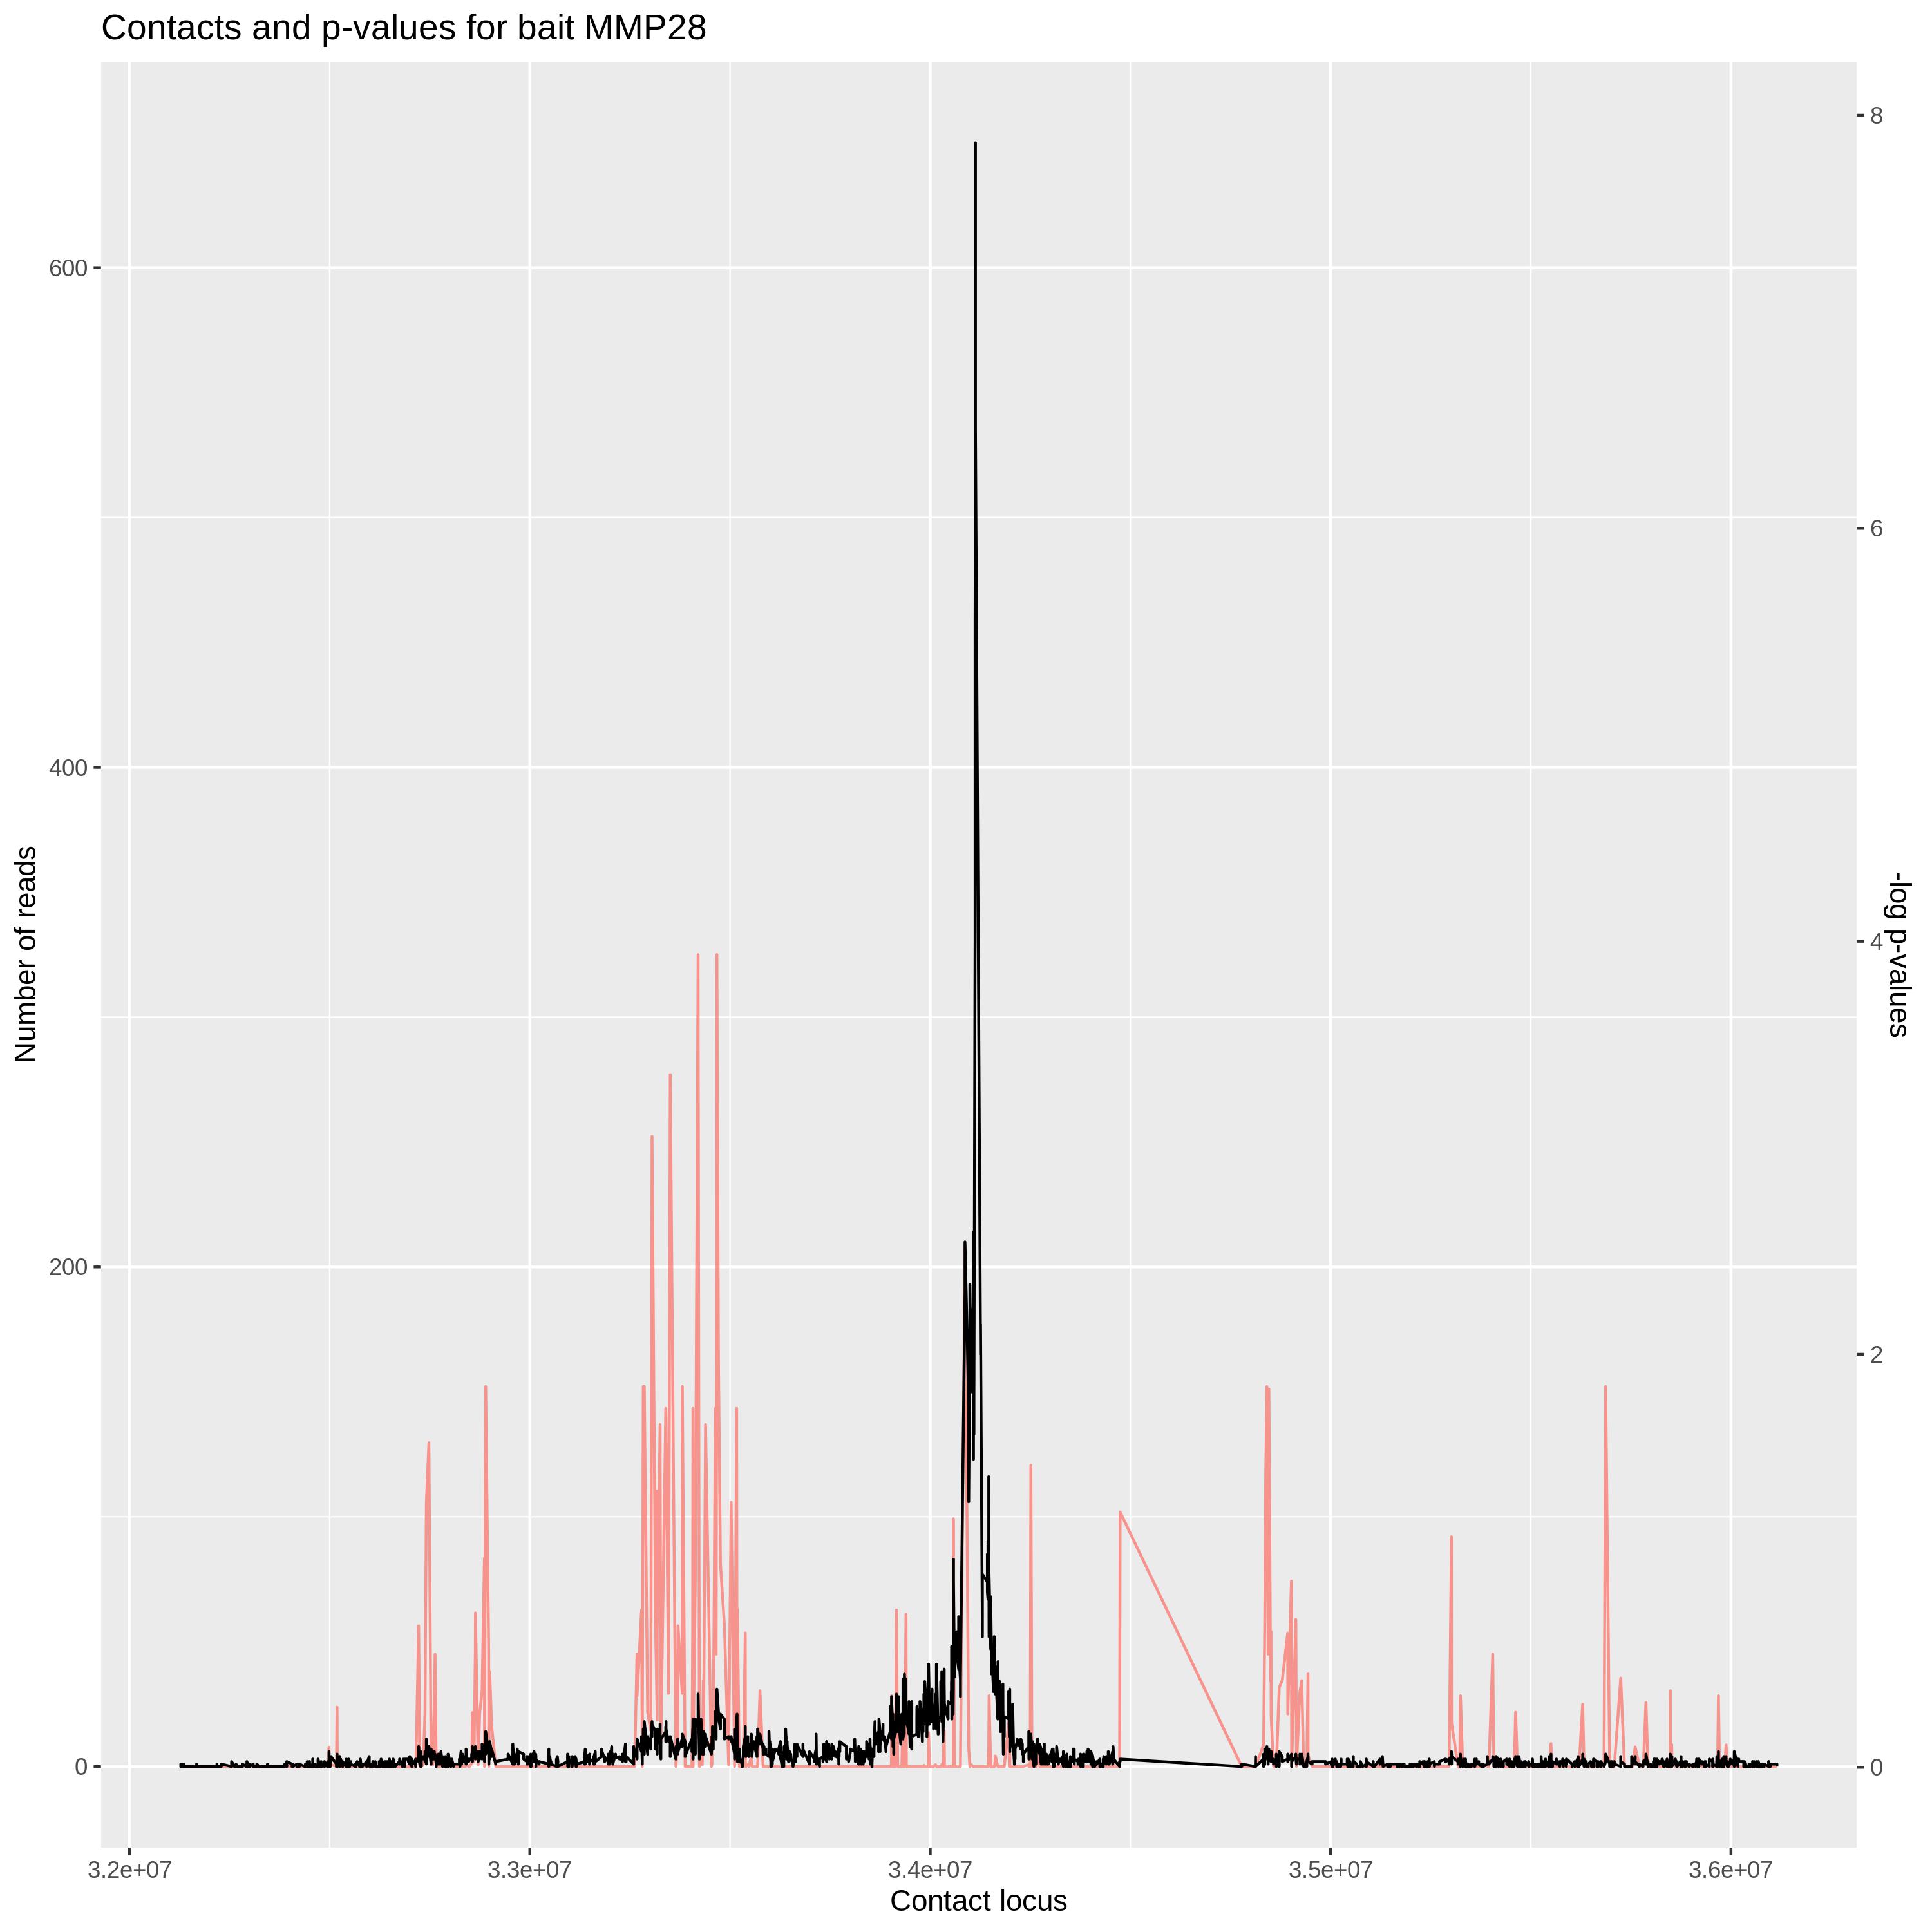 Contacts and p-values for bait MMP28
8
600
6
400
4
Number of reads
-log p-values
200
2
0
0
3.2e+07
3.3e+07
3.4e+07
3.5e+07
3.6e+07
Contact locus